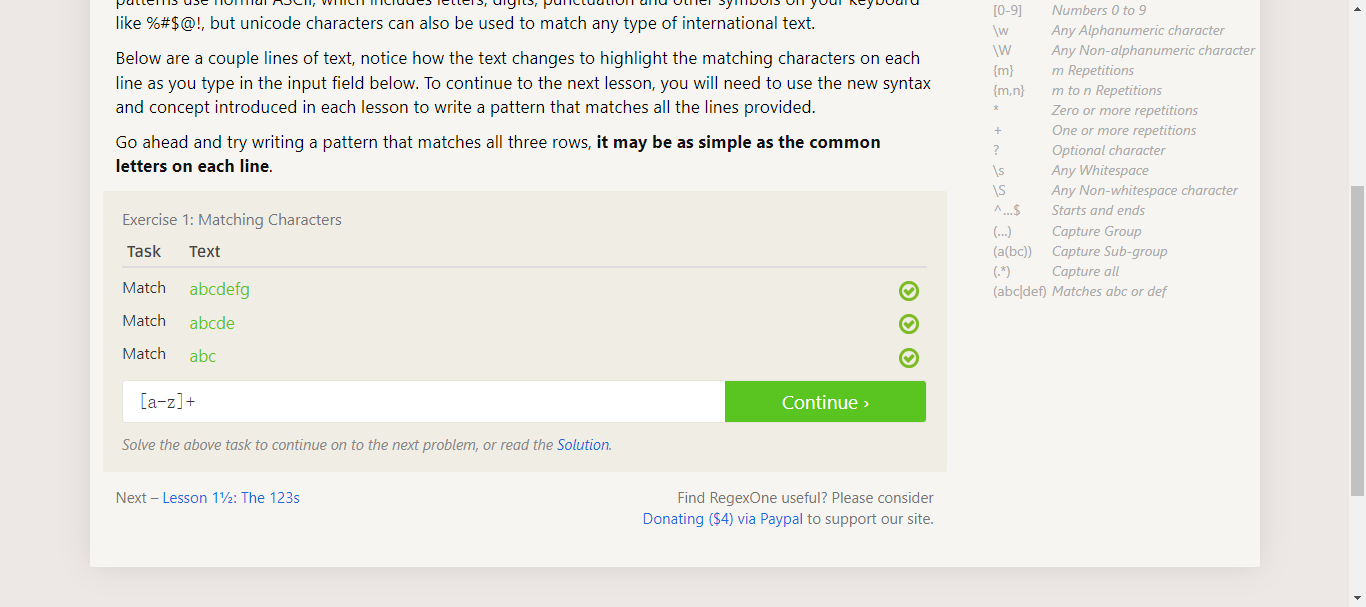 patterns use normal ASCII, which includes letters, digits, punctuation and other symbols on your keyboard
like %#$@!, but unicode characters can also be used to match any type of international text.
Below are a couple lines of text, notice how the text changes to highlight the matching characters on each
line as you type in the input field below. To continue to the next lesson, you will need to use the new syntax
and concept introduced in each lesson to write a pattern that matches all the lines provided.
Go ahead and try writing a pattern that matches all three rows, it may be as simple as the common
letters on each line.
Exercise 1: Matching Characters
Task Text
Match abcdefg
Match abcde
Match abc
[a-z]+
Continue ›
Solve the above task to continue on to the next problem, or read the Solution.
Next – Lesson 1½: The 123s
Find RegexOne useful? Please consider
Donating ($4) via Paypal to support our site.
[0-9] Numbers 0 to 9
\w Any Alphanumeric character
\W Any Non-alphanumeric character
{m} m Repetitions
{m,n} m to n Repetitions
* Zero or more repetitions
+ One or more repetitions
? Optional character
\s Any Whitespace
\S Any Non-whitespace character
^...$ Starts and ends
(...) Capture Group
(a(bc)) Capture Sub-group
(.*) Capture all
(abc|def) Matches abc or def